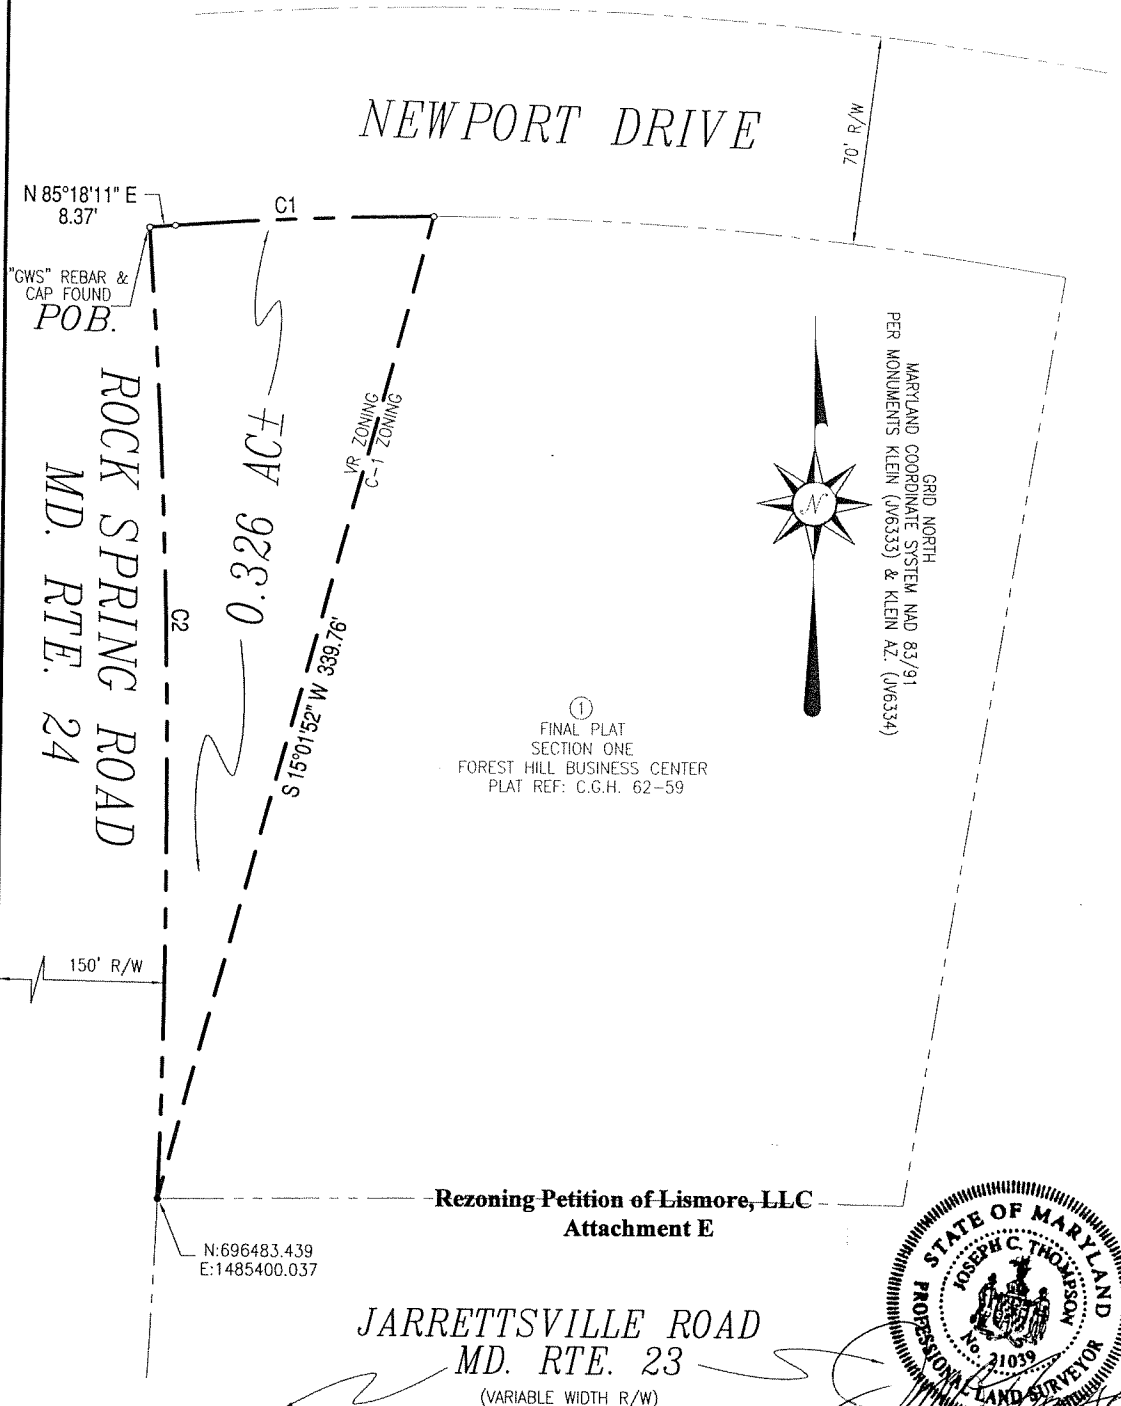 NEWPORT DRIVE
70' R/W
N 85°18'11" E
8.37'
C1
"GWS" REBAR &
CAP FOUND
POB.
ROCK SPRING ROAD
MD. RTE. 24
C2
0.326 AC±
VR ZONING
C-1 ZONING
S 15°01'52" W 339.76'
GRID NORTH
MARYLAND COORDINATE SYSTEM NAD 83/91
PER MONUMENTS KLEIN (JV6333) & KLEIN AZ. (JV6334)
N
1
FINAL PLAT
SECTION ONE
FOREST HILL BUSINESS CENTER
PLAT REF: C.G.H. 62-59
150' R/W
Rezoning Petition of Lismore, LLC
Attachment E
N:696483.439
E:1485400.037
JARRETTSVILLE ROAD
MD. RTE. 23
(VARIABLE WIDTH R/W)
STATE OF MARYLAND
JOSEPH C. THOMPSON
No. 21039
PROFESSIONAL LAND SURVEYOR